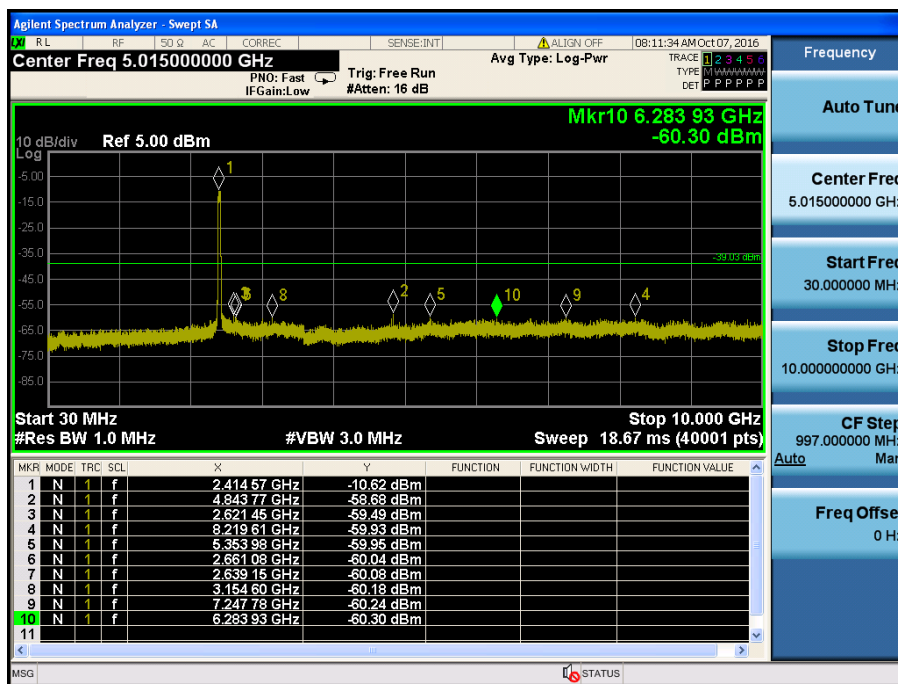 Agilent Spectrum Analyzer - Swept SA
LXI RL RF 50 Ω AC CORREC SENSE:INT ALIGN OFF 08:11:34 AM Oct 07, 2016
Center Freq 5.015000000 GHz
PNO: Fast
IFGain:Low
Trig: Free Run
#Atten: 16 dB
Avg Type: Log-Pwr
TRACE 1 2 3 4 5 6
TYPE M WWWWW
DET P P P P P P
Mkr10 6.283 93 GHz
-60.30 dBm
10 dB/div Ref 5.00 dBm
Log
-5.00
-15.0
-25.0
-35.0
-45.0
-55.0
-65.0
-75.0
-85.0
-39.03 dBm
1
8
2
5
10
9
4
Start 30 MHz Stop 10.000 GHz
#Res BW 1.0 MHz #VBW 3.0 MHz Sweep 18.67 ms (40001 pts)
MKR MODE TRC SCL X Y FUNCTION FUNCTION WIDTH FUNCTION VALUE
1 N 1 f 2.414 57 GHz -10.62 dBm
2 N 1 f 4.843 77 GHz -58.68 dBm
3 N 1 f 2.621 45 GHz -59.49 dBm
4 N 1 f 8.219 61 GHz -59.93 dBm
5 N 1 f 5.353 98 GHz -59.95 dBm
6 N 1 f 2.661 08 GHz -60.04 dBm
7 N 1 f 2.639 15 GHz -60.08 dBm
8 N 1 f 3.154 60 GHz -60.18 dBm
9 N 1 f 7.247 78 GHz -60.24 dBm
10 N 1 f 6.283 93 GHz -60.30 dBm
11
MSG STATUS
Frequency
Auto Tune
Center Freq
5.015000000 GHz
Start Freq
30.000000 MHz
Stop Freq
10.000000000 GHz
CF Step
997.000000 MHz
Auto Man
Freq Offset
0 Hz